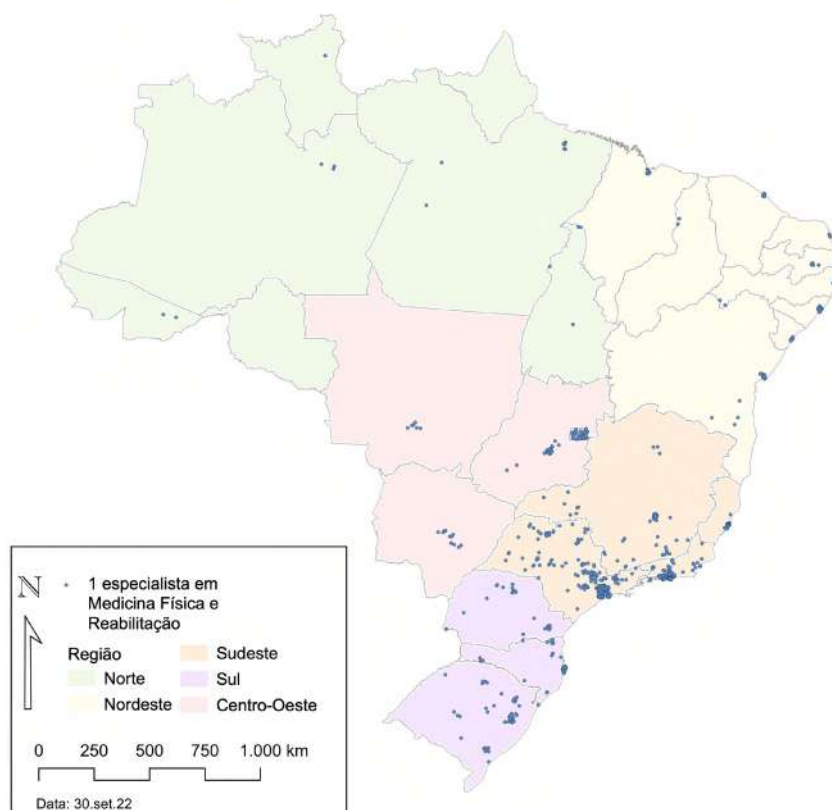 N
1 especialista em
Medicina Física e
Reabilitação
Região
Norte
Nordeste
Sudeste
Sul
Centro-Oeste
0 250 500 750 1.000 km
Data: 30.set.22